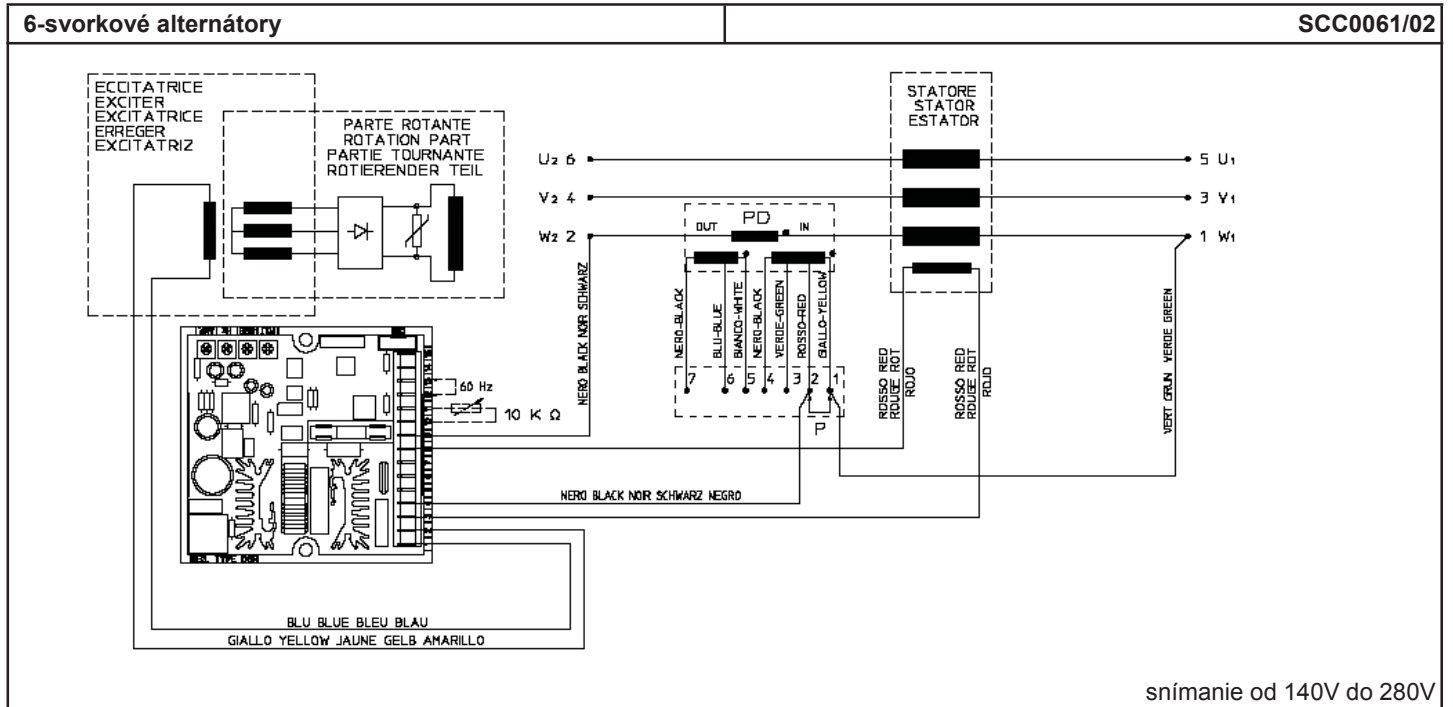 6-svorkové alternátory
SCC0061/02
ECCITATRICE
EXCITER
EXCITATRICE
ERREGER
EXCITATRIZ
PARTE ROTANTE
ROTATION PART
PARTIE TOURNANTE
ROTIERENDER TEIL
STATORE
STATOR
ESTATOR
U2 6
5 U1
V2 4
3 V1
W2 2
1 W1
PD
OUT
IN
NERO-BLACK
BLU-BLUE
BIANCO-WHITE
NERO-BLACK
VERDE-GREEN
ROSSO-RED
GIALLO-YELLOW
7 6 5 4 3 2 1
P
NERO BLACK NOIR SCHWARZ
ROSSO RED
ROUGE ROT
ROJO
ROSSO RED
ROUGE ROT
ROJO
VERT GRUN VERDE GREEN
60 Hz
10 K Ω
NERO BLACK NOIR SCHWARZ NEGRO
BLU BLUE BLEU BLAU
GIALLO YELLOW JAUNE GELB AMARILLO
snímanie od 140V do 280V